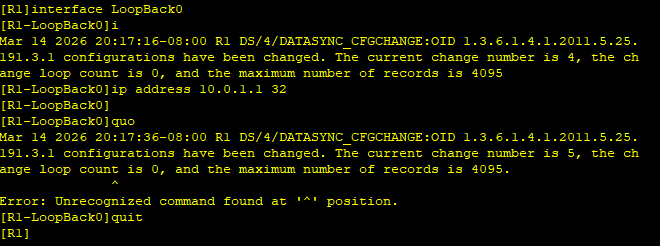 [R1]interface LoopBack0
[R1-LoopBack0]i
Mar 14 2026 20:17:16-08:00 R1 DS/4/DATASYNC_CFGCHANGE:OID 1.3.6.1.4.1.2011.5.25.
191.3.1 configurations have been changed. The current change number is 4, the ch
ange loop count is 0, and the maximum number of records is 4095
[R1-LoopBack0]ip address 10.0.1.1 32
[R1-LoopBack0]
[R1-LoopBack0]quo
Mar 14 2026 20:17:36-08:00 R1 DS/4/DATASYNC_CFGCHANGE:OID 1.3.6.1.4.1.2011.5.25.
191.3.1 configurations have been changed. The current change number is 5, the ch
ange loop count is 0, and the maximum number of records is 4095.
^
Error: Unrecognized command found at '^' position.
[R1-LoopBack0]quit
[R1]